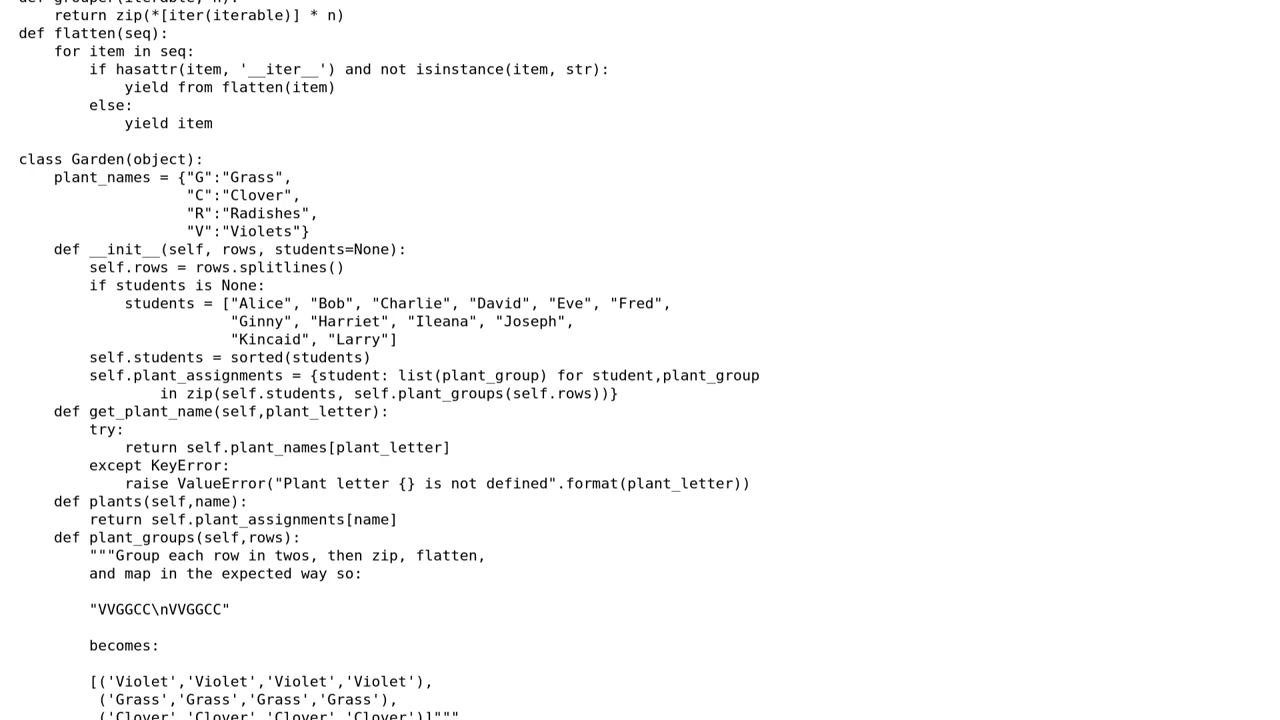 def grouper(iterable, n):
    return zip(*[iter(iterable)] * n)
def flatten(seq):
    for item in seq:
        if hasattr(item, '__iter__') and not isinstance(item, str):
            yield from flatten(item)
        else:
            yield item

class Garden(object):
    plant_names = {"G":"Grass",
                   "C":"Clover",
                   "R":"Radishes",
                   "V":"Violets"}
    def __init__(self, rows, students=None):
        self.rows = rows.splitlines()
        if students is None:
            students = ["Alice", "Bob", "Charlie", "David", "Eve", "Fred",
                        "Ginny", "Harriet", "Ileana", "Joseph",
                        "Kincaid", "Larry"]
        self.students = sorted(students)
        self.plant_assignments = {student: list(plant_group) for student,plant_group
                in zip(self.students, self.plant_groups(self.rows))}
    def get_plant_name(self,plant_letter):
        try:
            return self.plant_names[plant_letter]
        except KeyError:
            raise ValueError("Plant letter {} is not defined".format(plant_letter))
    def plants(self,name):
        return self.plant_assignments[name]
    def plant_groups(self,rows):
        """Group each row in twos, then zip, flatten,
        and map in the expected way so:

        "VVGGCC\nVVGGCC"

        becomes:

        [('Violet','Violet','Violet','Violet'),
         ('Grass','Grass','Grass','Grass'),
         ('Clover','Clover','Clover','Clover')]"""